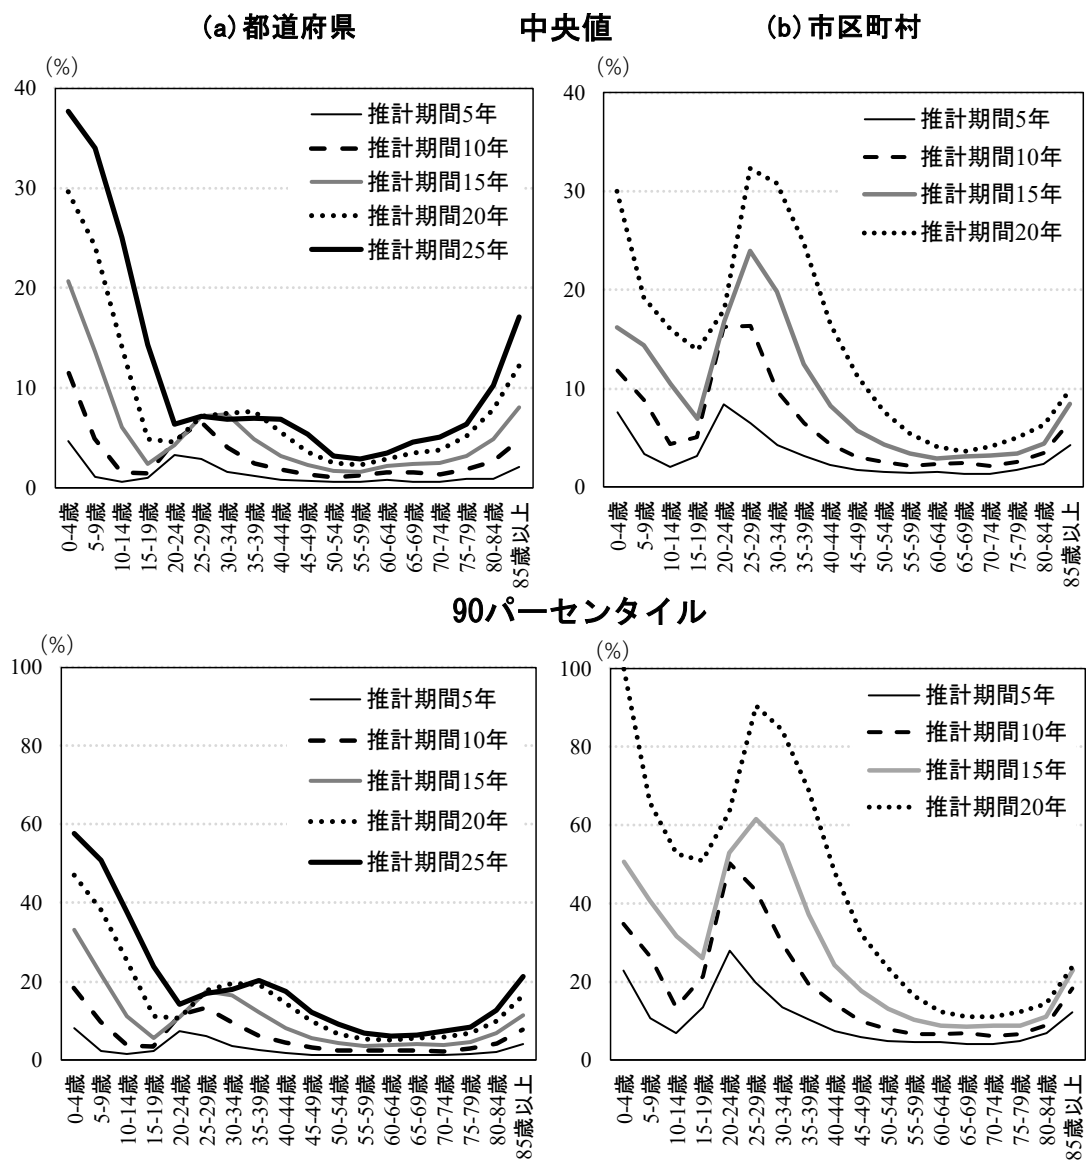 (a)都道府県 中央値 (b)市区町村
(%)
40
30
20
10
0
推計期間5年
推計期間10年
推計期間15年
推計期間20年
推計期間25年
0-4歳
5-9歳
10-14歳
15-19歳
20-24歳
25-29歳
30-34歳
35-39歳
40-44歳
45-49歳
50-54歳
55-59歳
60-64歳
65-69歳
70-74歳
75-79歳
80-84歳
85歳以上
(%)
40
30
20
10
0
推計期間5年
推計期間10年
推計期間15年
推計期間20年
0-4歳
5-9歳
10-14歳
15-19歳
20-24歳
25-29歳
30-34歳
35-39歳
40-44歳
45-49歳
50-54歳
55-59歳
60-64歳
65-69歳
70-74歳
75-79歳
80-84歳
85歳以上
90パーセンタイル
(%)
100
80
60
40
20
0
推計期間5年
推計期間10年
推計期間15年
推計期間20年
推計期間25年
0-4歳
5-9歳
10-14歳
15-19歳
20-24歳
25-29歳
30-34歳
35-39歳
40-44歳
45-49歳
50-54歳
55-59歳
60-64歳
65-69歳
70-74歳
75-79歳
80-84歳
85歳以上
(%)
100
80
60
40
20
0
推計期間5年
推計期間10年
推計期間15年
推計期間20年
0-4歳
5-9歳
10-14歳
15-19歳
20-24歳
25-29歳
30-34歳
35-39歳
40-44歳
45-49歳
50-54歳
55-59歳
60-64歳
65-69歳
70-74歳
75-79歳
80-84歳
85歳以上